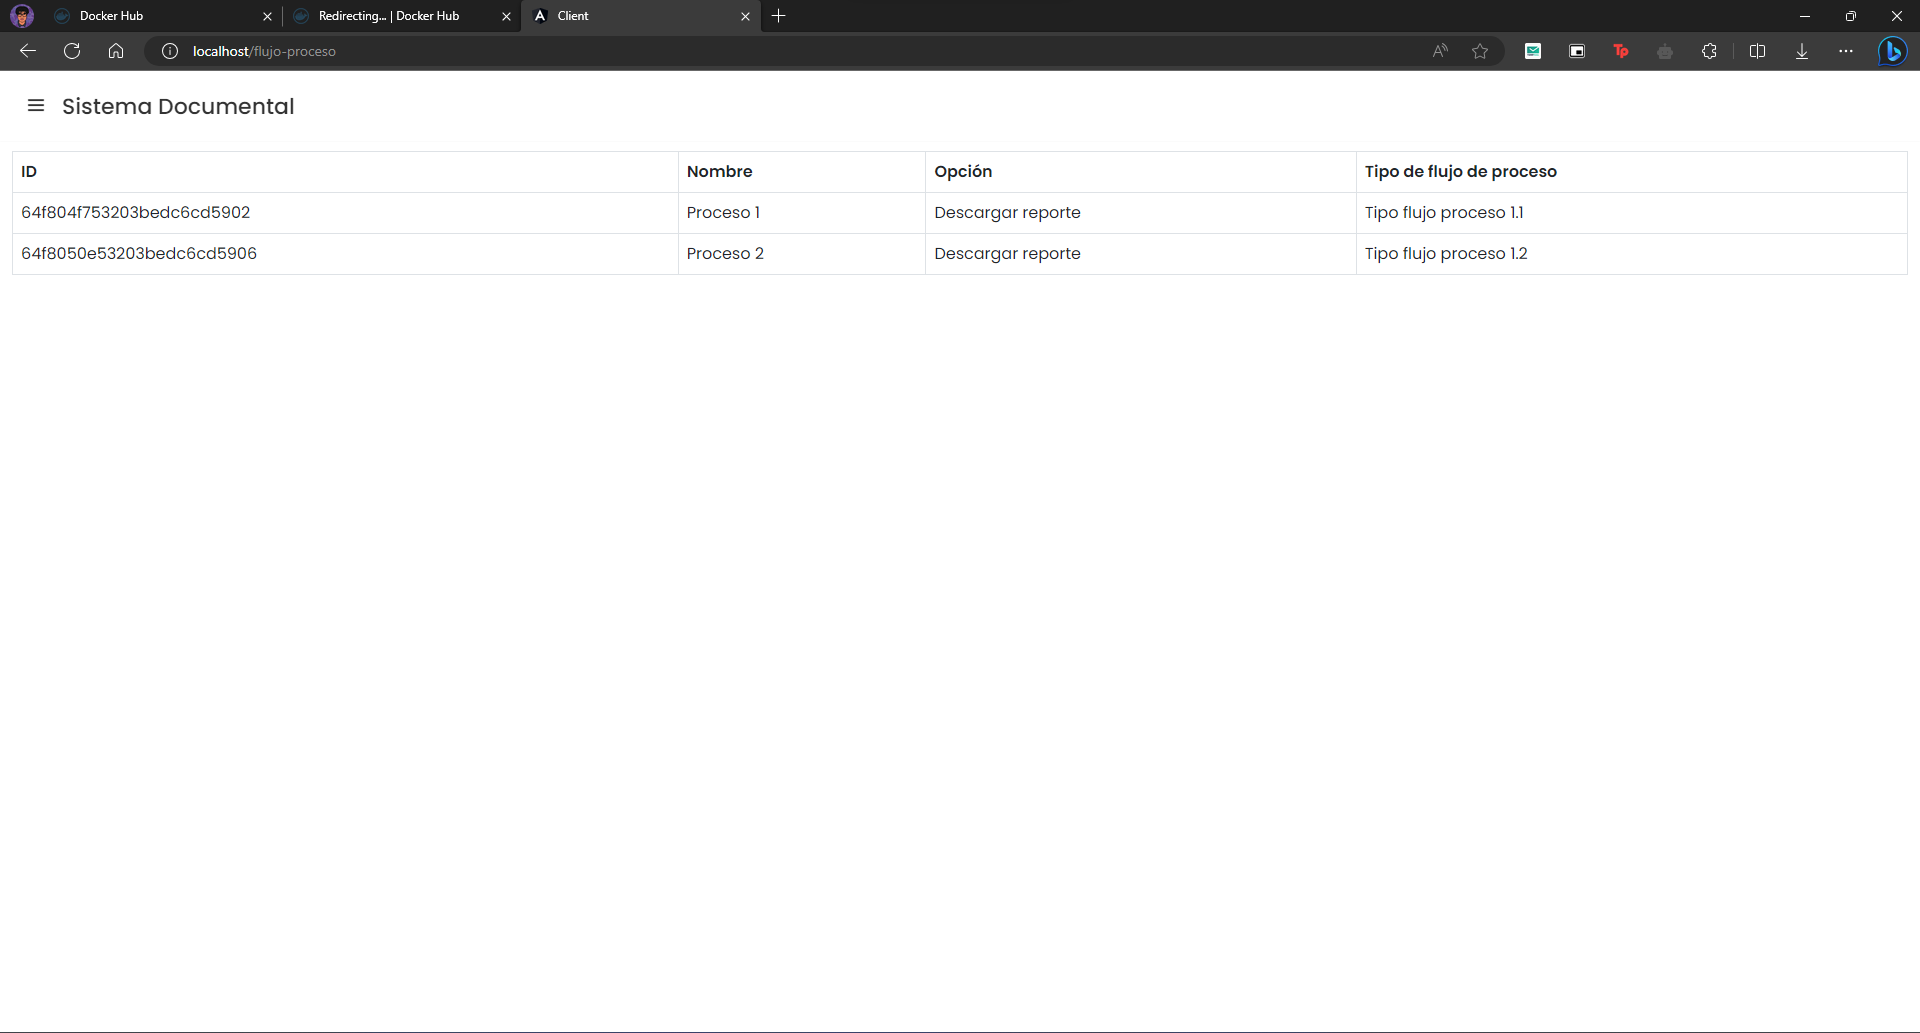 Docker Hub
Redirecting... | Docker Hub
Client
localhost/flujo-proceso
Sistema Documental
ID Nombre Opción Tipo de flujo de proceso
64f804f753203bedc6cd5902 Proceso 1 Descargar reporte Tipo flujo proceso 1.1
64f8050e53203bedc6cd5906 Proceso 2 Descargar reporte Tipo flujo proceso 1.2